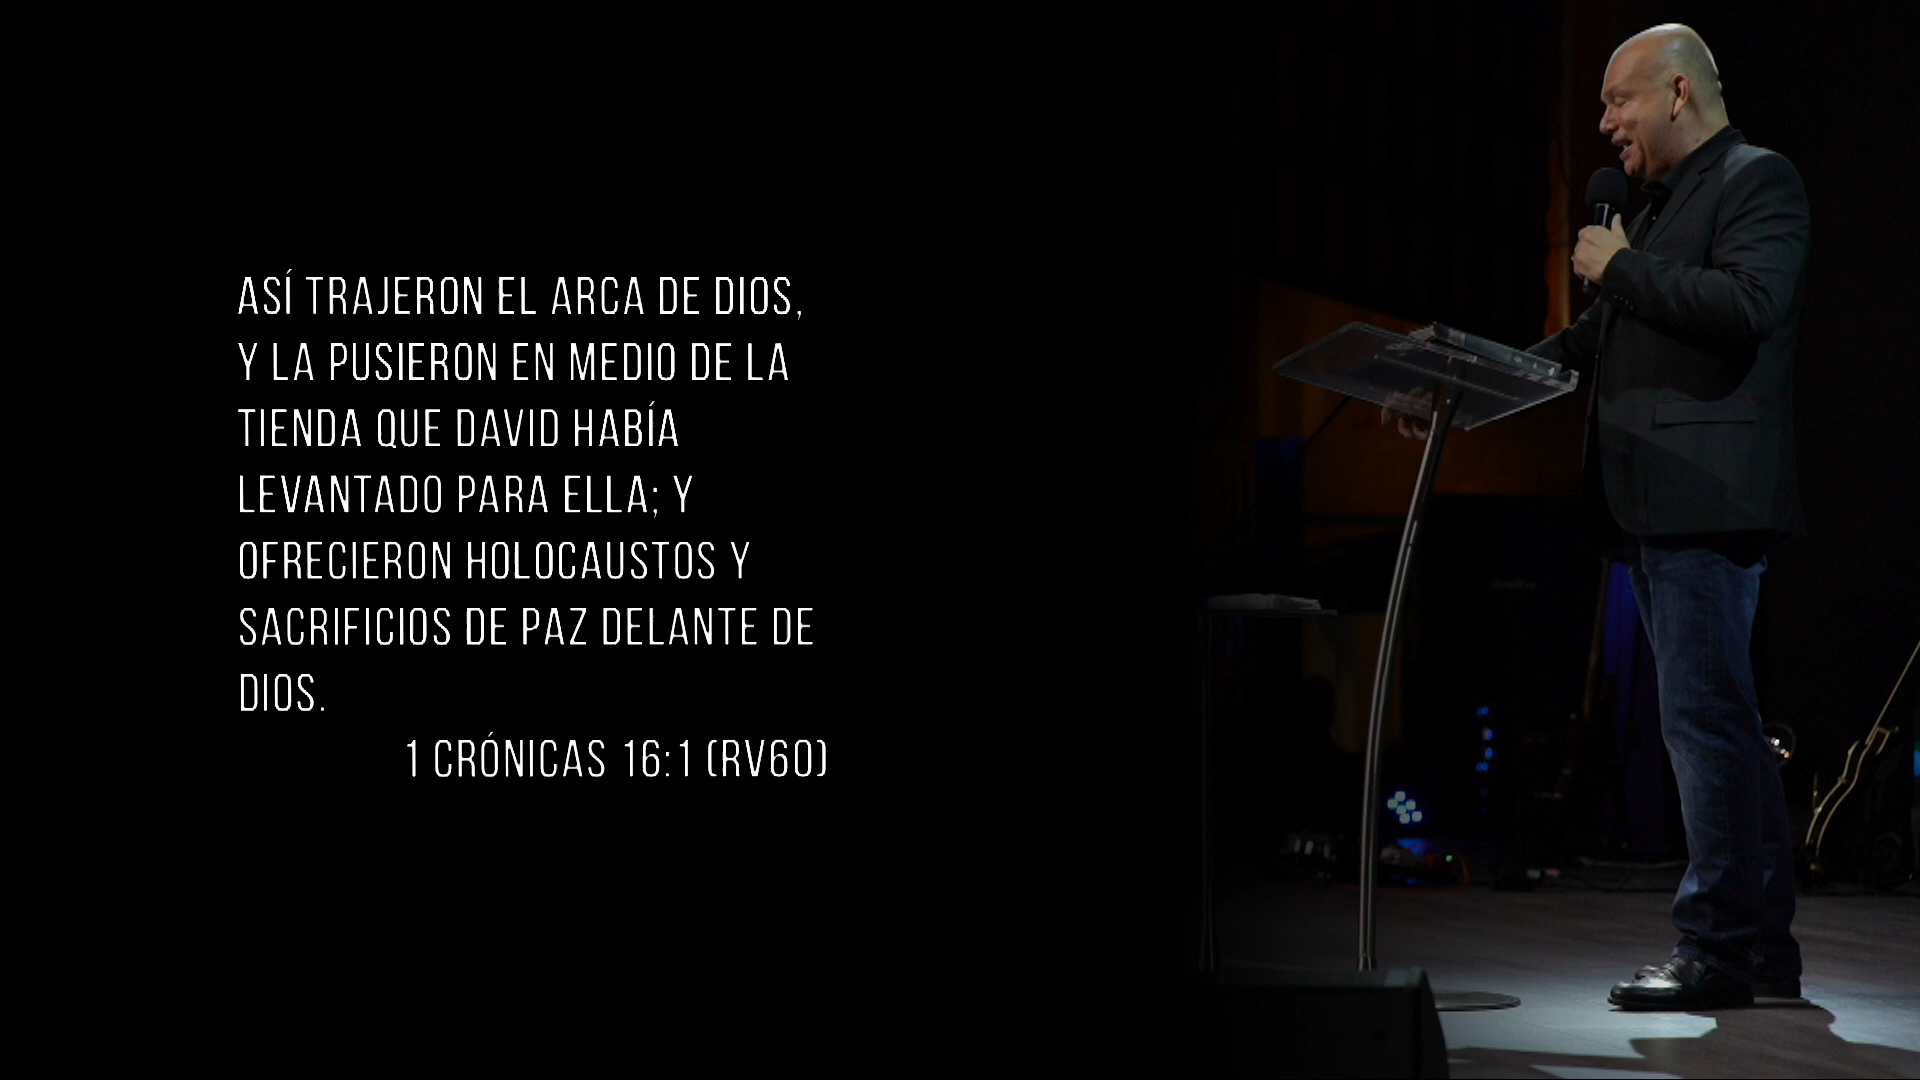 ASÍ TRAJERON EL ARCA DE DIOS,
Y LA PUSIERON EN MEDIO DE LA
TIENDA QUE DAVID HABÍA
LEVANTADO PARA ELLA; Y
OFRECIERON HOLOCAUSTOS Y
SACRIFICIOS DE PAZ DELANTE DE
DIOS.
1 CRÓNICAS 16:1 (RV60)